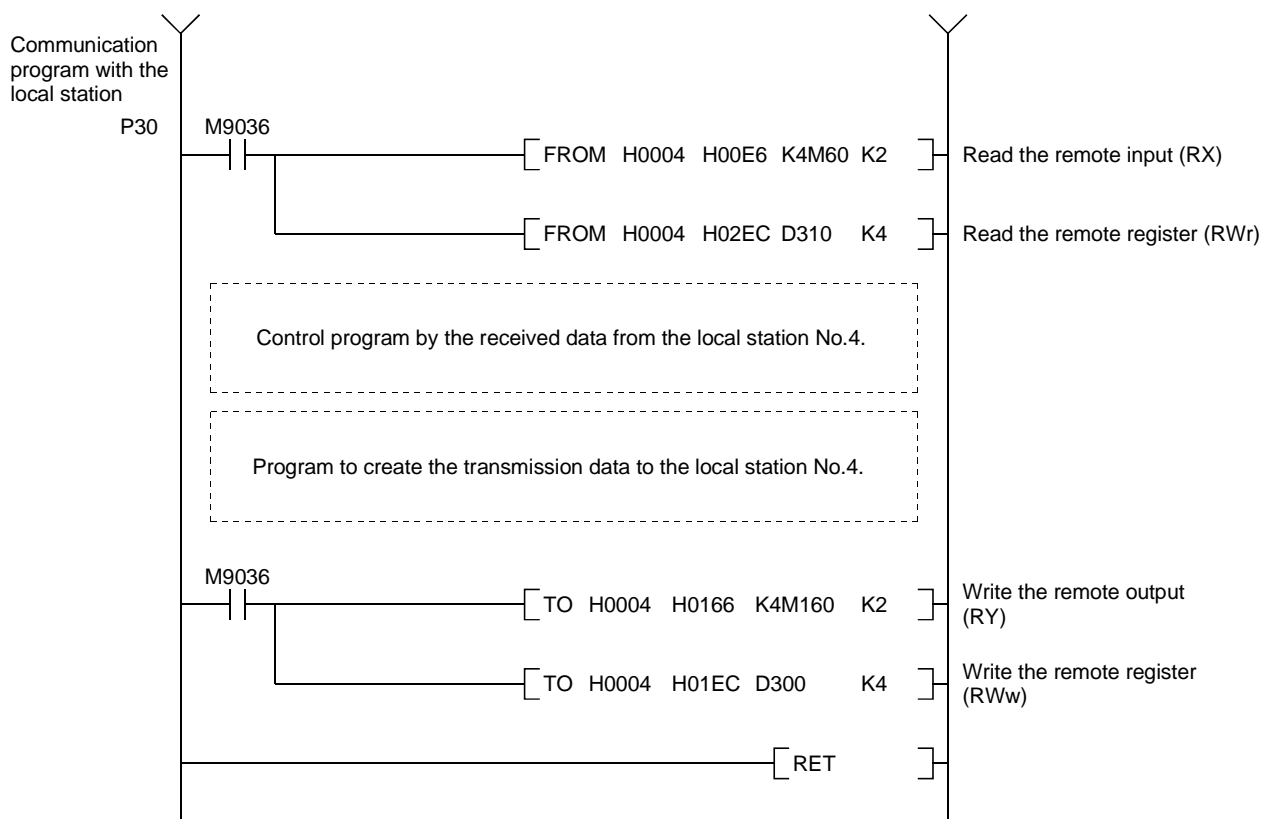 Communication
program with the
local station
P30
M9036
FROM H0004 H00E6 K4M60 K2
Read the remote input (RX)
FROM H0004 H02EC D310 K4
Read the remote register (RWr)
Control program by the received data from the local station No.4.
Program to create the transmission data to the local station No.4.
M9036
TO H0004 H0166 K4M160 K2
Write the remote output
(RY)
TO H0004 H01EC D300 K4
Write the remote register
(RWw)
RET